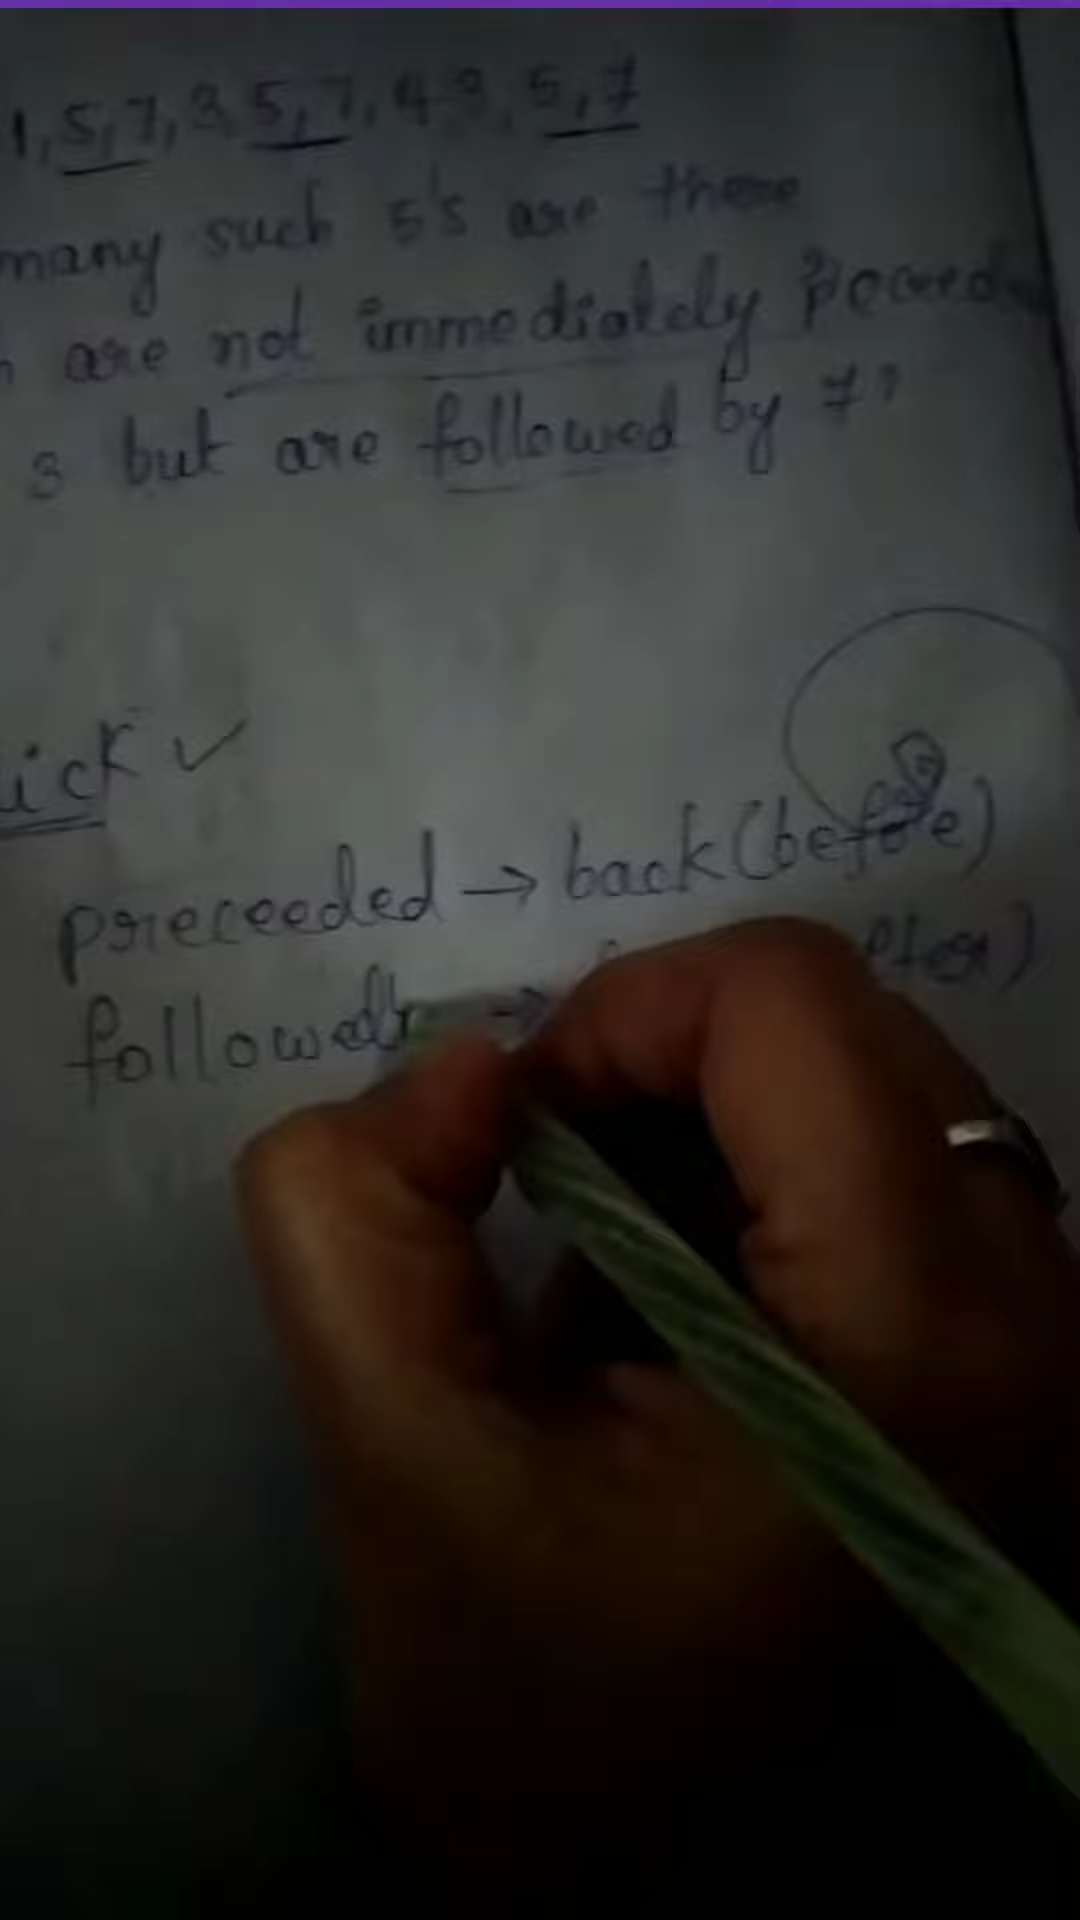 1, 5, 7, 3 5, 7, 4 3, 5, 7
many such 5's are there
are not immediately
3 but are followed by 7?
ick ✓
preceeded → back (before)
followed →